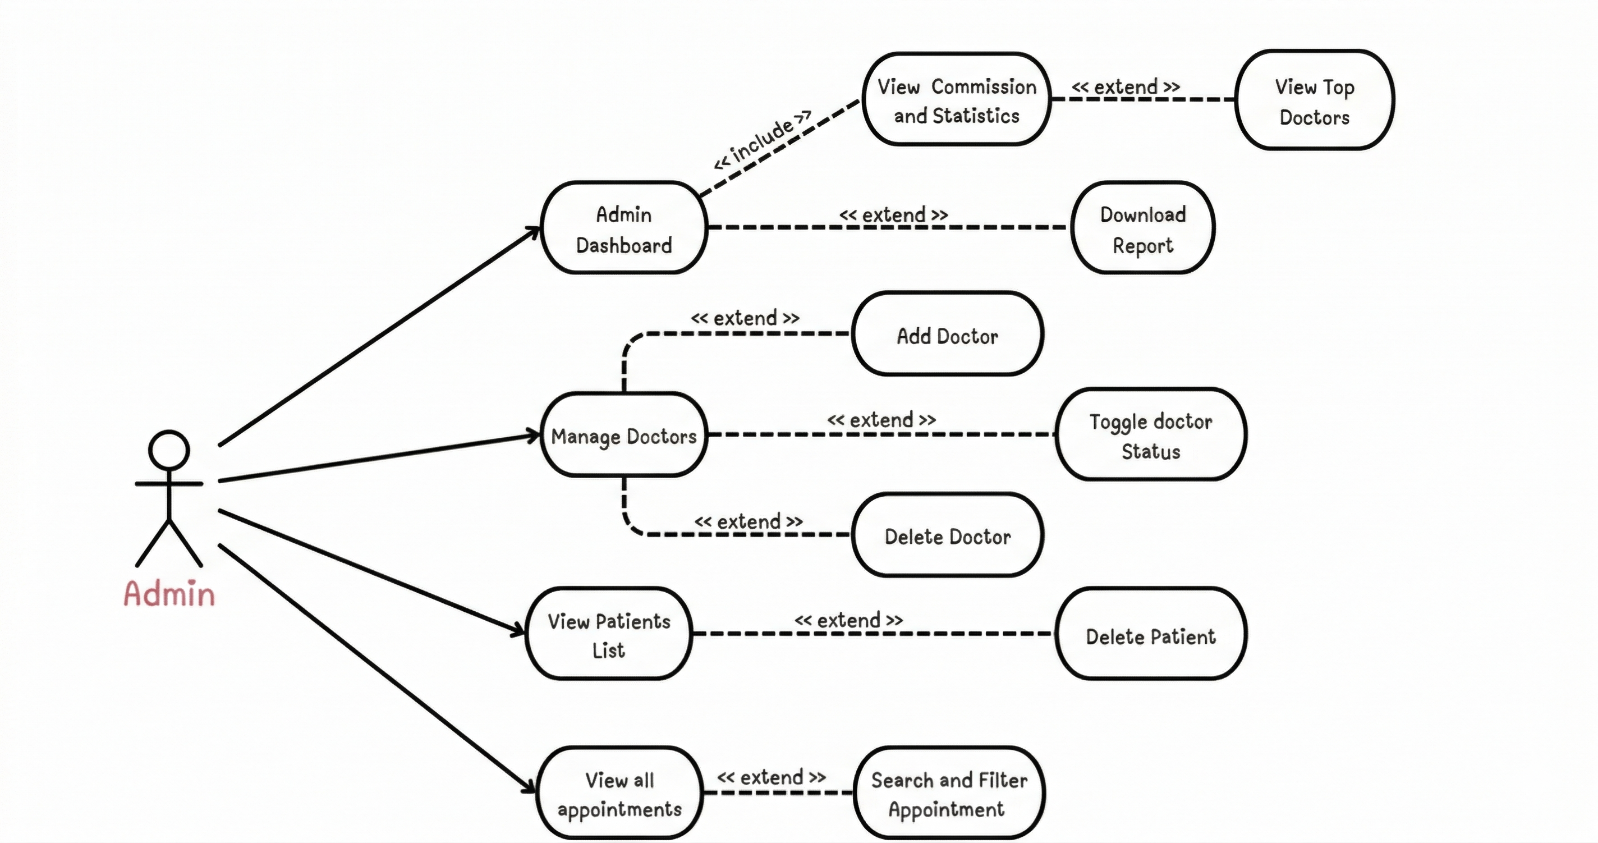 View Commission
and Statistics
<< extend >>
View Top
Doctors
<< include >>
Admin
Dashboard
<< extend >>
Download
Report
<< extend >>
Add Doctor
Manage Doctors
<< extend >>
Toggle doctor
Status
<< extend >>
Delete Doctor
Admin
View Patients
List
<< extend >>
Delete Patient
View all
appointments
<< extend >>
Search and Filter
Appointment